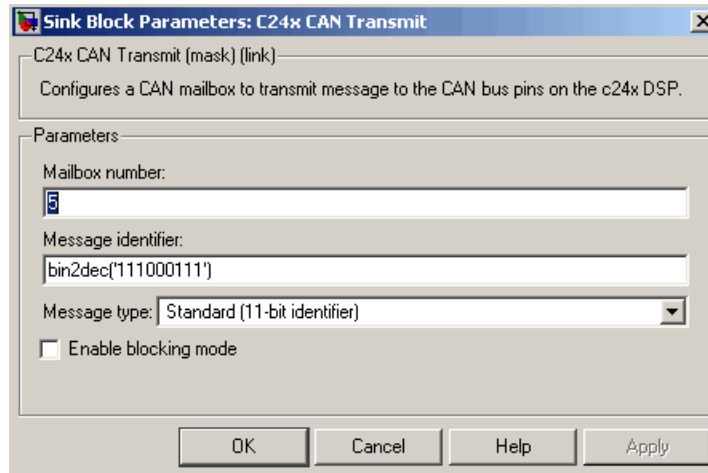 Sink Block Parameters: C24x CAN Transmit
C24x CAN Transmit (mask) (link)
Configures a CAN mailbox to transmit message to the CAN bus pins on the c24x DSP.
Parameters
Mailbox number:
5
Message identifier:
bin2dec('111000111')
Message type: Standard (11-bit identifier)
Enable blocking mode
OK Cancel Help Apply